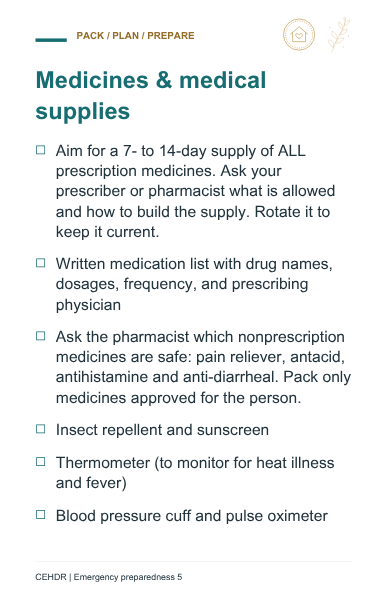 PACK / PLAN / PREPARE
Medicines & medical
supplies
Aim for a 7- to 14-day supply of ALL
prescription medicines. Ask your
prescriber or pharmacist what is allowed
and how to build the supply. Rotate it to
keep it current.
Written medication list with drug names,
dosages, frequency, and prescribing
physician
Ask the pharmacist which nonprescription
medicines are safe: pain reliever, antacid,
antihistamine and anti-diarrheal. Pack only
medicines approved for the person.
Insect repellent and sunscreen
Thermometer (to monitor for heat illness
and fever)
Blood pressure cuff and pulse oximeter
CEHDR | Emergency preparedness 5